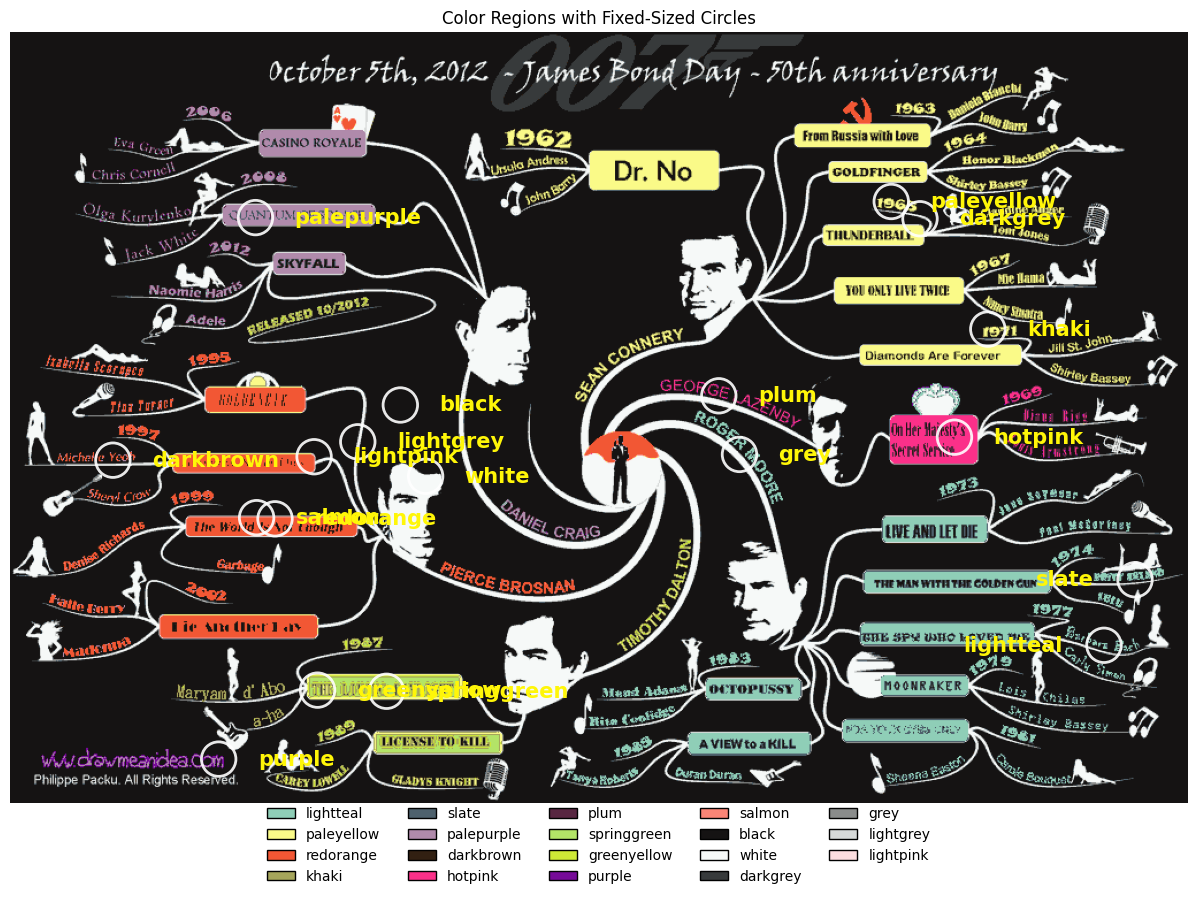 Color Regions with Fixed-Sized Circles
007
October 5th, 2012 - James Bond Day - 50th anniversary
2006
CASINO ROYALE
Eva Green
Chris Cornell
2008
QUANTUM
palepurple
Olga Kurylenko
Jack White
2012
SKYFALL
Naomie Harris
Adele
RELEASED 10/2012
1962
Dr. No
Ursula Andress
John Barry
1963
From Russia with Love
Daniela Bianchi
John Barry
1964
GOLDFINGER
Honor Blackman
Shirley Bassey
paleyellow
darkgrey
THUNDERBALL
Tom Jones
1967
YOU ONLY LIVE TWICE
Mie Hama
Nancy Sinatra
1971
khaki
Diamonds Are Forever
Jill St. John
Shirley Bassey
SEAN CONNERY
GEORGE LAZENBY
plum
ROGER MOORE
grey
1969
On Her Majesty's
Secret Service
hotpink
Diana Rigg
Armstrong
1995
Izabella Scorupco
Tina Turner
GOLDENEYE
black
lightgrey
lightpink
white
1997
Michelle Yeoh
darkbrown
Sheryl Crow
1999
The World Is Not Enough
salmon
redorange
Denise Richards
Garbage
2002
Halle Berry
Die Another Day
Madonna
DANIEL CRAIG
PIERCE BROSNAN
TIMOTHY DALTON
1973
LIVE AND LET DIE
Jane Seymour
Paul McCartney
1974
THE MAN WITH THE GOLDEN GUN
slate
Lulu
1977
THE SPY WHO LOVED ME
lightteal
Barbara Bach
Carly Simon
1979
MOONRAKER
Lois Chiles
Shirley Bassey
1981
FOR YOUR EYES ONLY
Sheena Easton
Carole Bouquet
1983
OCTOPUSSY
Maud Adams
Rita Coolidge
1985
A VIEW to a KILL
Tanya Roberts
Duran Duran
1987
Maryam d'Abo
a-ha
greenyellow
springgreen
1989
LICENSE TO KILL
CAREY LOWELL
GLADYS KNIGHT
www.drawmeanidea.com
purple
Philippe Packu. All Rights Reserved.
lightteal slate plum salmon grey
paleyellow palepurple springgreen black lightgrey
redorange darkbrown greenyellow white lightpink
khaki hotpink purple darkgrey